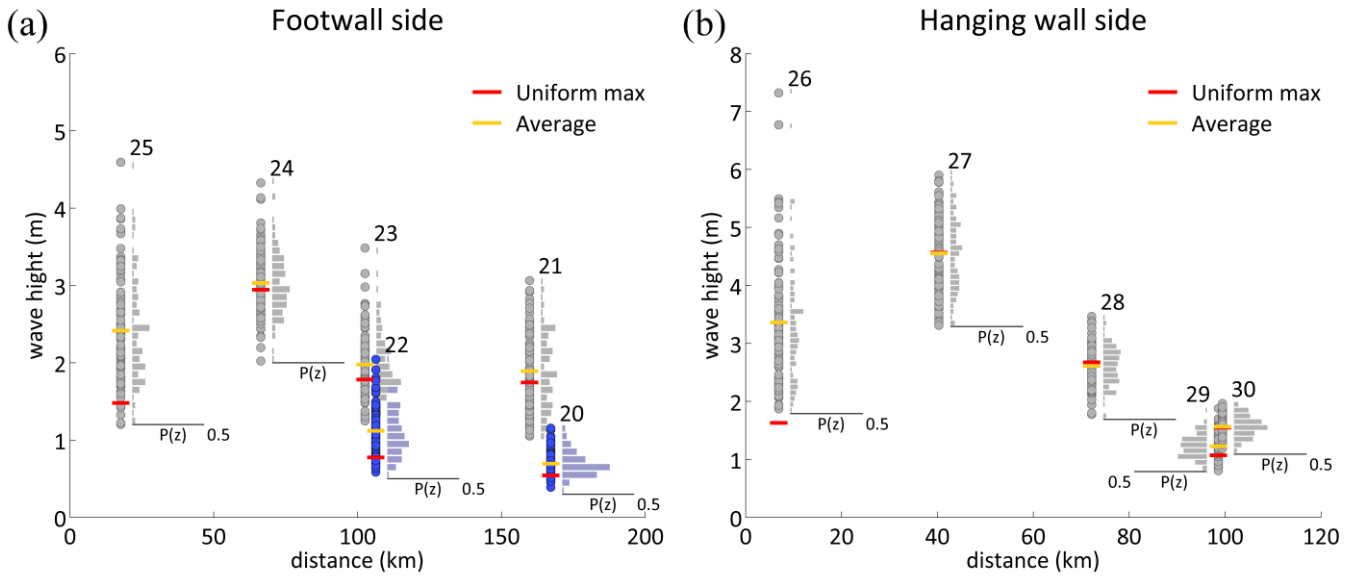 (a)
Footwall side
6
5
4
3
2
1
0
wave hight (m)
Uniform max
Average
25
24
23
22
21
20
P(z) 0.5
P(z)
P(z) 0.5
P(z) 0.5
0 50 100 150 200
distance (km)
(b)
Hanging wall side
8
7
6
5
4
3
2
1
0
wave hight (m)
Uniform max
Average
26
27
28
29
30
P(z) 0.5
P(z) 0.5
P(z) 0.5
0.5 P(z)
P(z) 0.5
0 20 40 60 80 100 120
distance (km)